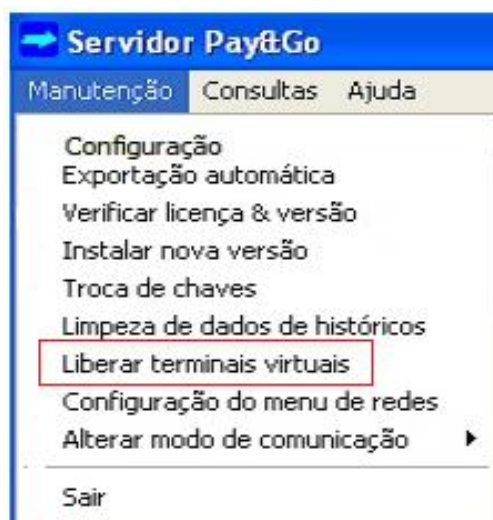 Servidor Pay&Go
Manutenção Consultas Ajuda
Configuração
Exportação automática
Verificar licença & versão
Instalar nova versão
Troca de chaves
Limpeza de dados de históricos
Liberar terminais virtuais
Configuração do menu de redes
Alterar modo de comunicação
Sair